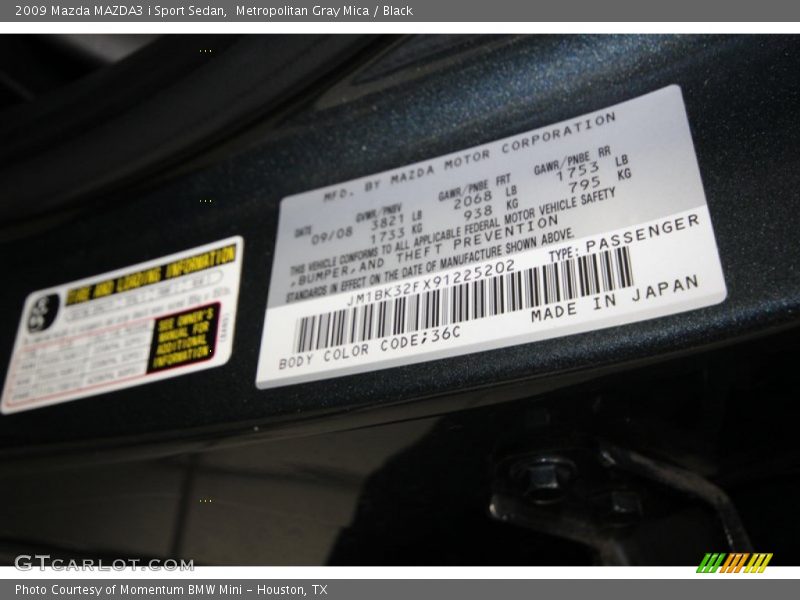 2009 Mazda MAZDA3 i Sport Sedan, Metropolitan Gray Mica / Black
MFD. BY MAZDA MOTOR CORPORATION
DATE GVWR/PNBV GAWR/PNBE FRT GAWR/PNBE RR
09/08 3821 LB 2068 LB 1753 LB
1733 KG 938 KG 795 KG
THIS VEHICLE CONFORMS TO ALL APPLICABLE FEDERAL MOTOR VEHICLE SAFETY
,BUMPER,AND THEFT PREVENTION
STANDARDS IN EFFECT ON THE DATE OF MANUFACTURE SHOWN ABOVE.
JM1BK32FX91225202 TYPE: PASSENGER
BODY COLOR CODE;36C MADE IN JAPAN
TIRE AND LOADING INFORMATION
SEE OWNER'S
MANUAL FOR
ADDITIONAL
INFORMATION
GTCARLOT.COM
Photo Courtesy of Momentum BMW Mini - Houston, TX